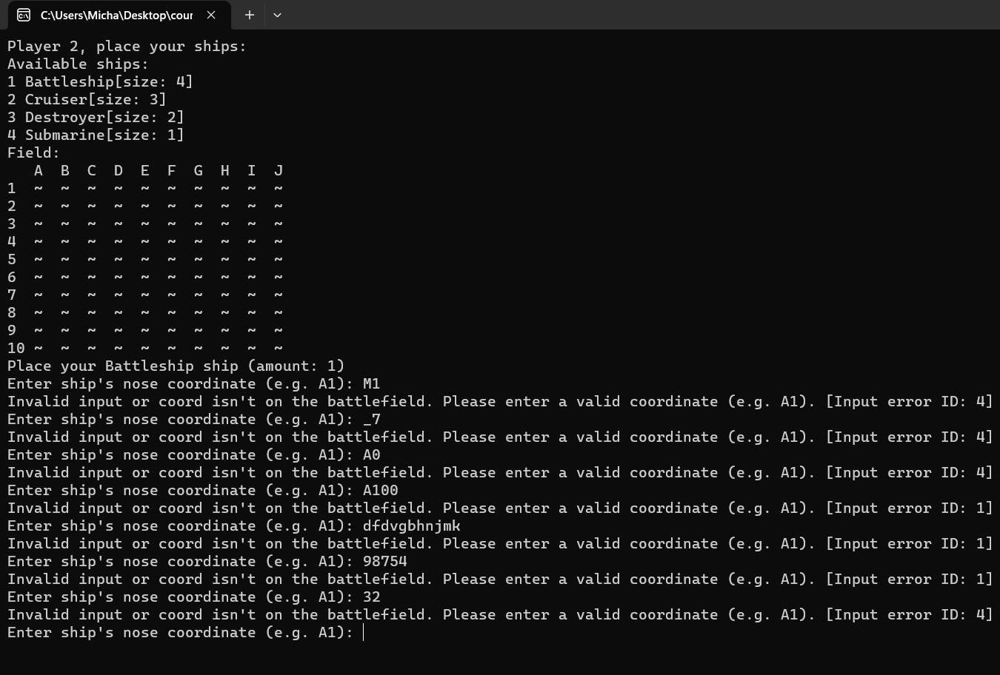 C:\Users\Micha\Desktop\cour
Player 2, place your ships:
Available ships:
1 Battleship[size: 4]
2 Cruiser[size: 3]
3 Destroyer[size: 2]
4 Submarine[size: 1]
Field:
   A  B  C  D  E  F  G  H  I  J
1  ~  ~  ~  ~  ~  ~  ~  ~  ~  ~
2  ~  ~  ~  ~  ~  ~  ~  ~  ~  ~
3  ~  ~  ~  ~  ~  ~  ~  ~  ~  ~
4  ~  ~  ~  ~  ~  ~  ~  ~  ~  ~
5  ~  ~  ~  ~  ~  ~  ~  ~  ~  ~
6  ~  ~  ~  ~  ~  ~  ~  ~  ~  ~
7  ~  ~  ~  ~  ~  ~  ~  ~  ~  ~
8  ~  ~  ~  ~  ~  ~  ~  ~  ~  ~
9  ~  ~  ~  ~  ~  ~  ~  ~  ~  ~
10 ~  ~  ~  ~  ~  ~  ~  ~  ~  ~
Place your Battleship ship (amount: 1)
Enter ship's nose coordinate (e.g. A1): M1
Invalid input or coord isn't on the battlefield. Please enter a valid coordinate (e.g. A1). [Input error ID: 4]
Enter ship's nose coordinate (e.g. A1): _7
Invalid input or coord isn't on the battlefield. Please enter a valid coordinate (e.g. A1). [Input error ID: 4]
Enter ship's nose coordinate (e.g. A1): A0
Invalid input or coord isn't on the battlefield. Please enter a valid coordinate (e.g. A1). [Input error ID: 4]
Enter ship's nose coordinate (e.g. A1): A100
Invalid input or coord isn't on the battlefield. Please enter a valid coordinate (e.g. A1). [Input error ID: 1]
Enter ship's nose coordinate (e.g. A1): dfdvgbhnjmk
Invalid input or coord isn't on the battlefield. Please enter a valid coordinate (e.g. A1). [Input error ID: 1]
Enter ship's nose coordinate (e.g. A1): 98754
Invalid input or coord isn't on the battlefield. Please enter a valid coordinate (e.g. A1). [Input error ID: 1]
Enter ship's nose coordinate (e.g. A1): 32
Invalid input or coord isn't on the battlefield. Please enter a valid coordinate (e.g. A1). [Input error ID: 4]
Enter ship's nose coordinate (e.g. A1):